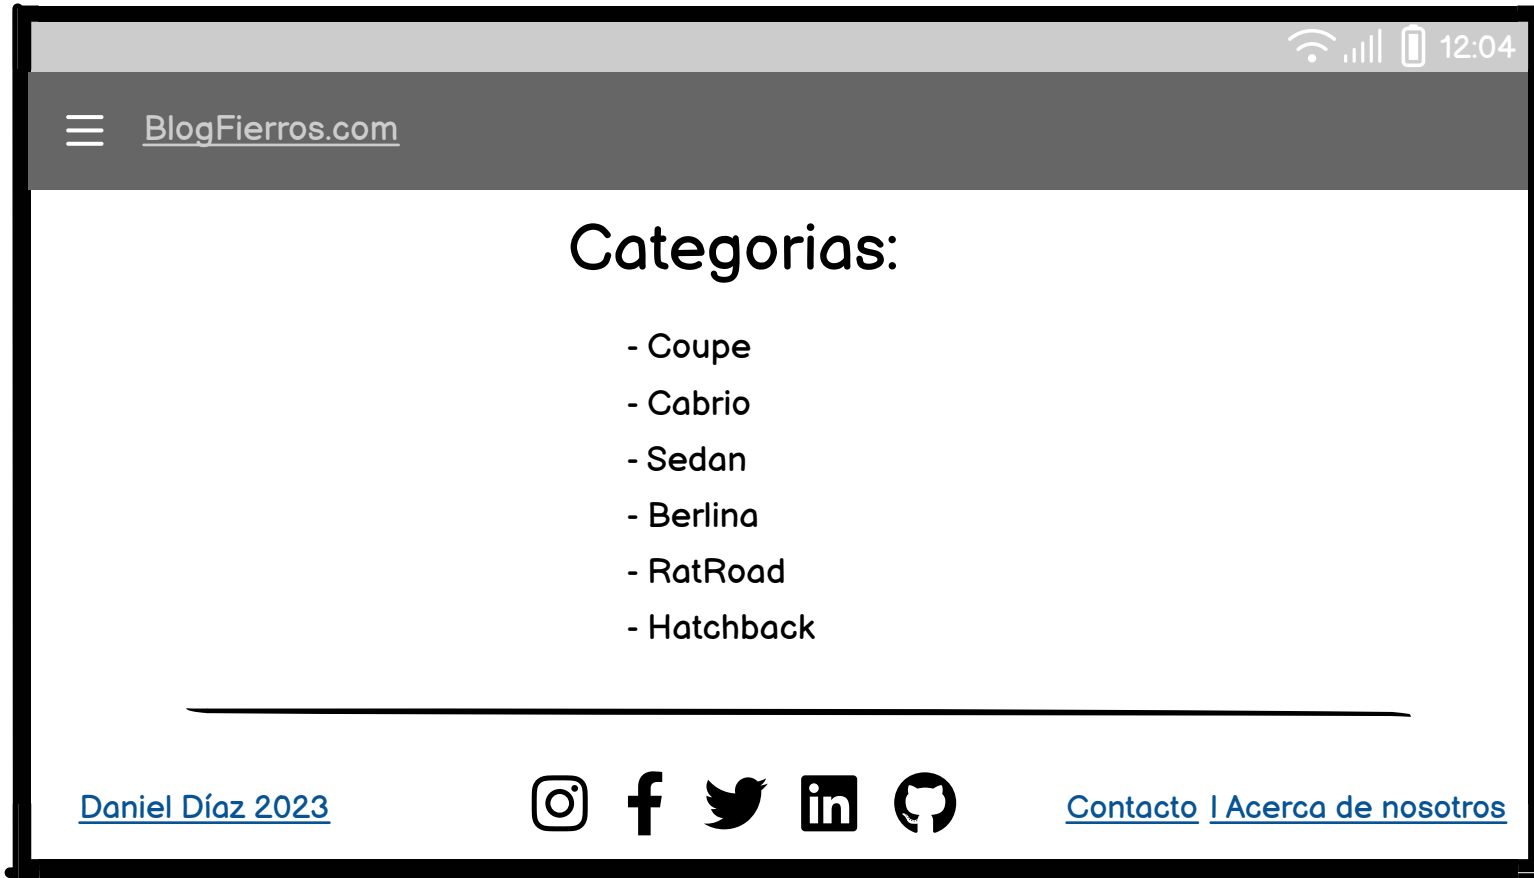 12:04
BlogFierros.com
Categorias:
- Coupe
- Cabrio
- Sedan
- Berlina
- RatRoad
- Hatchback
Daniel Díaz 2023
Contacto | Acerca de nosotros